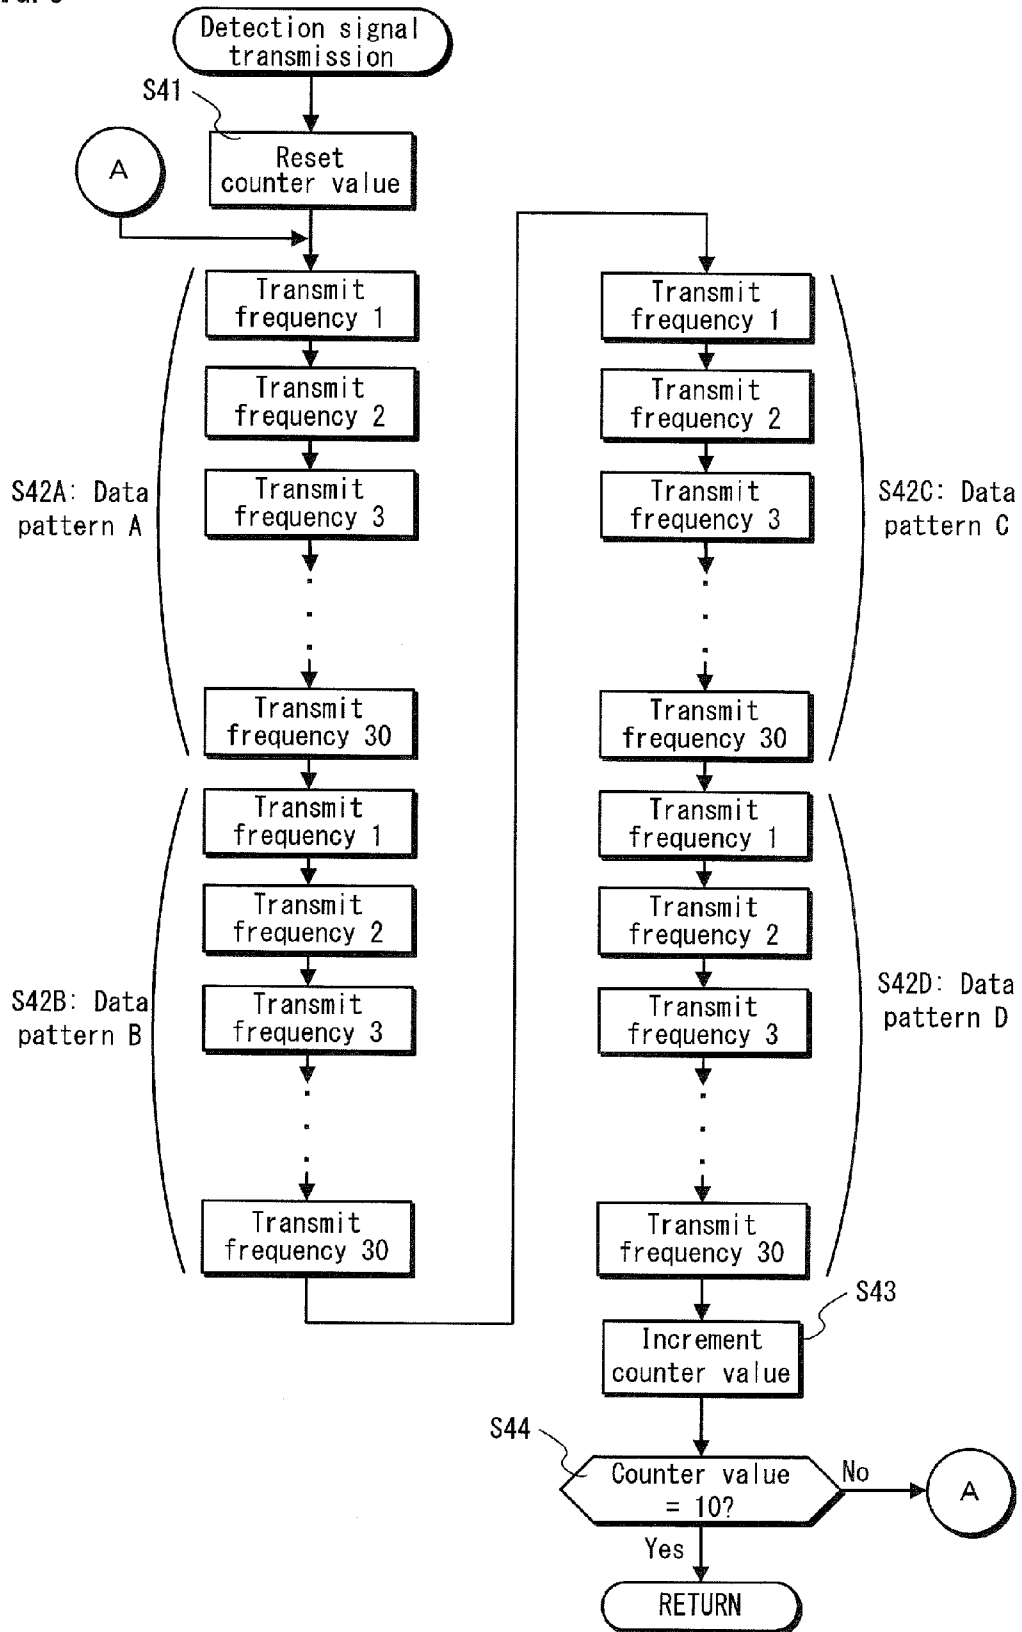 Detection signal
transmission
S41
Reset
counter value
A
S42A: Data
pattern A
Transmit
frequency 1
Transmit
frequency 2
Transmit
frequency 3
Transmit
frequency 30
S42B: Data
pattern B
Transmit
frequency 1
Transmit
frequency 2
Transmit
frequency 3
Transmit
frequency 30
Transmit
frequency 1
Transmit
frequency 2
Transmit
frequency 3
Transmit
frequency 30
S42C: Data
pattern C
Transmit
frequency 1
Transmit
frequency 2
Transmit
frequency 3
Transmit
frequency 30
S42D: Data
pattern D
S43
Increment
counter value
S44
Counter value
= 10?
No
A
Yes
RETURN